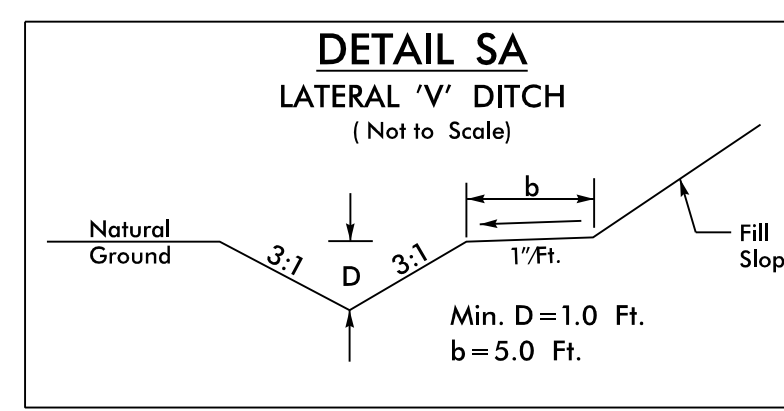 DETAIL SA
LATERAL 'V' DITCH
( Not to Scale)
b
Natural
Ground
3:1
D
3:1
1"/Ft.
Fill
Slop
Min. D=1.0 Ft.
b=5.0 Ft.